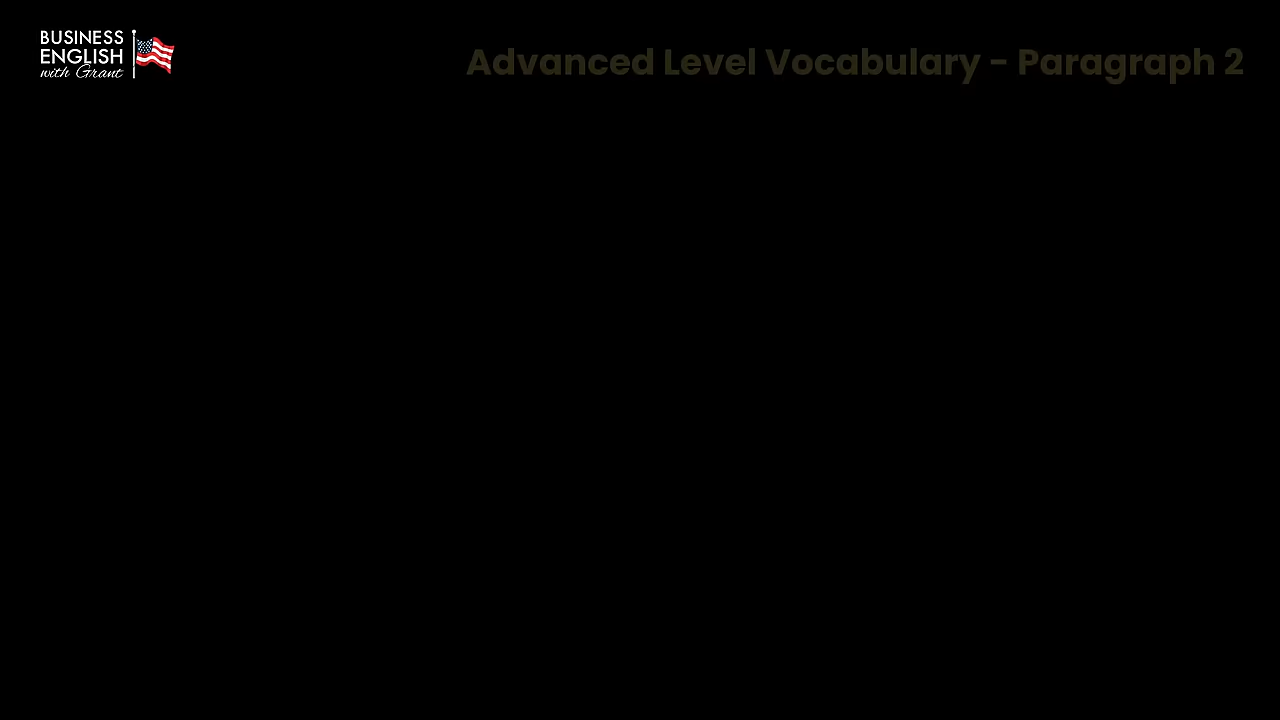 BUSINESS
ENGLISH
with Grant
Advanced Level Vocabulary - Paragraph 2